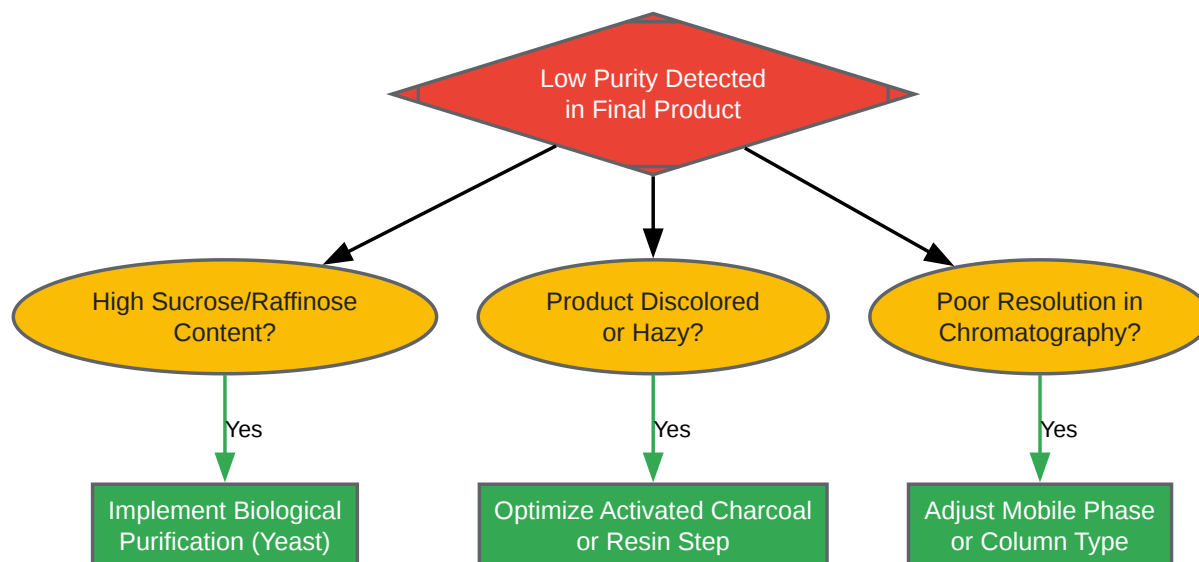 Low Purity Detected
in Final Product
High Sucrose/Raffinose
Content?
Product Discolored
or Hazy?
Poor Resolution in
Chromatography?
Yes
Yes
Yes
Implement Biological
Purification (Yeast)
Optimize Activated Charcoal
or Resin Step
Adjust Mobile Phase
or Column Type